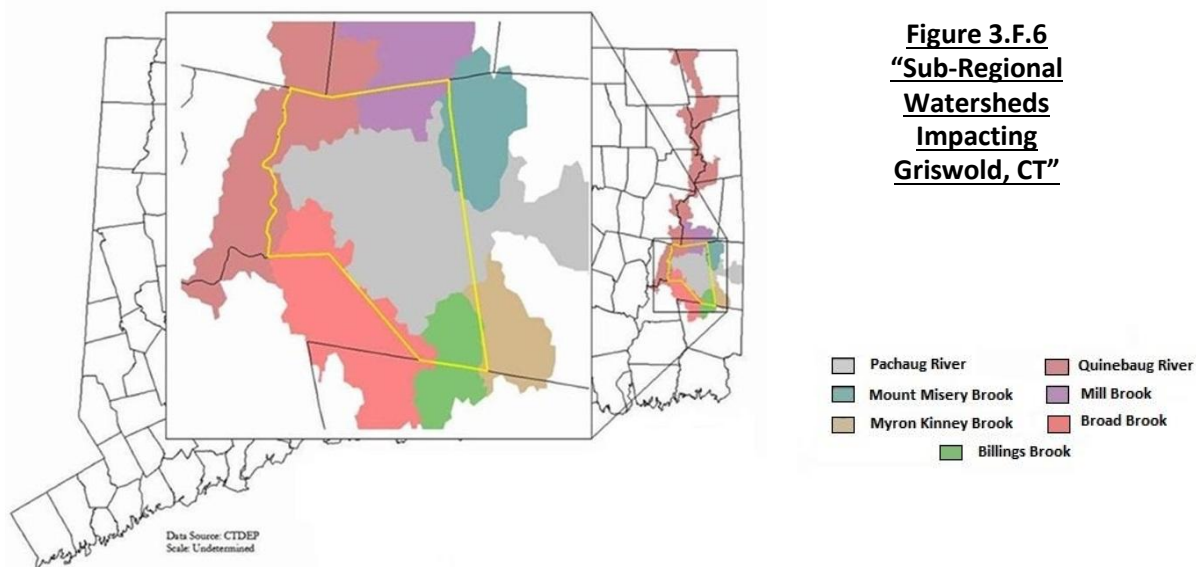 Figure 3.F.6
“Sub-Regional
Watersheds
Impacting
Griswold, CT”
Pachaug River
Quinebaug River
Mount Misery Brook
Mill Brook
Myron Kinney Brook
Broad Brook
Billings Brook
Data Source: CTDEP
Scale: Undetermined